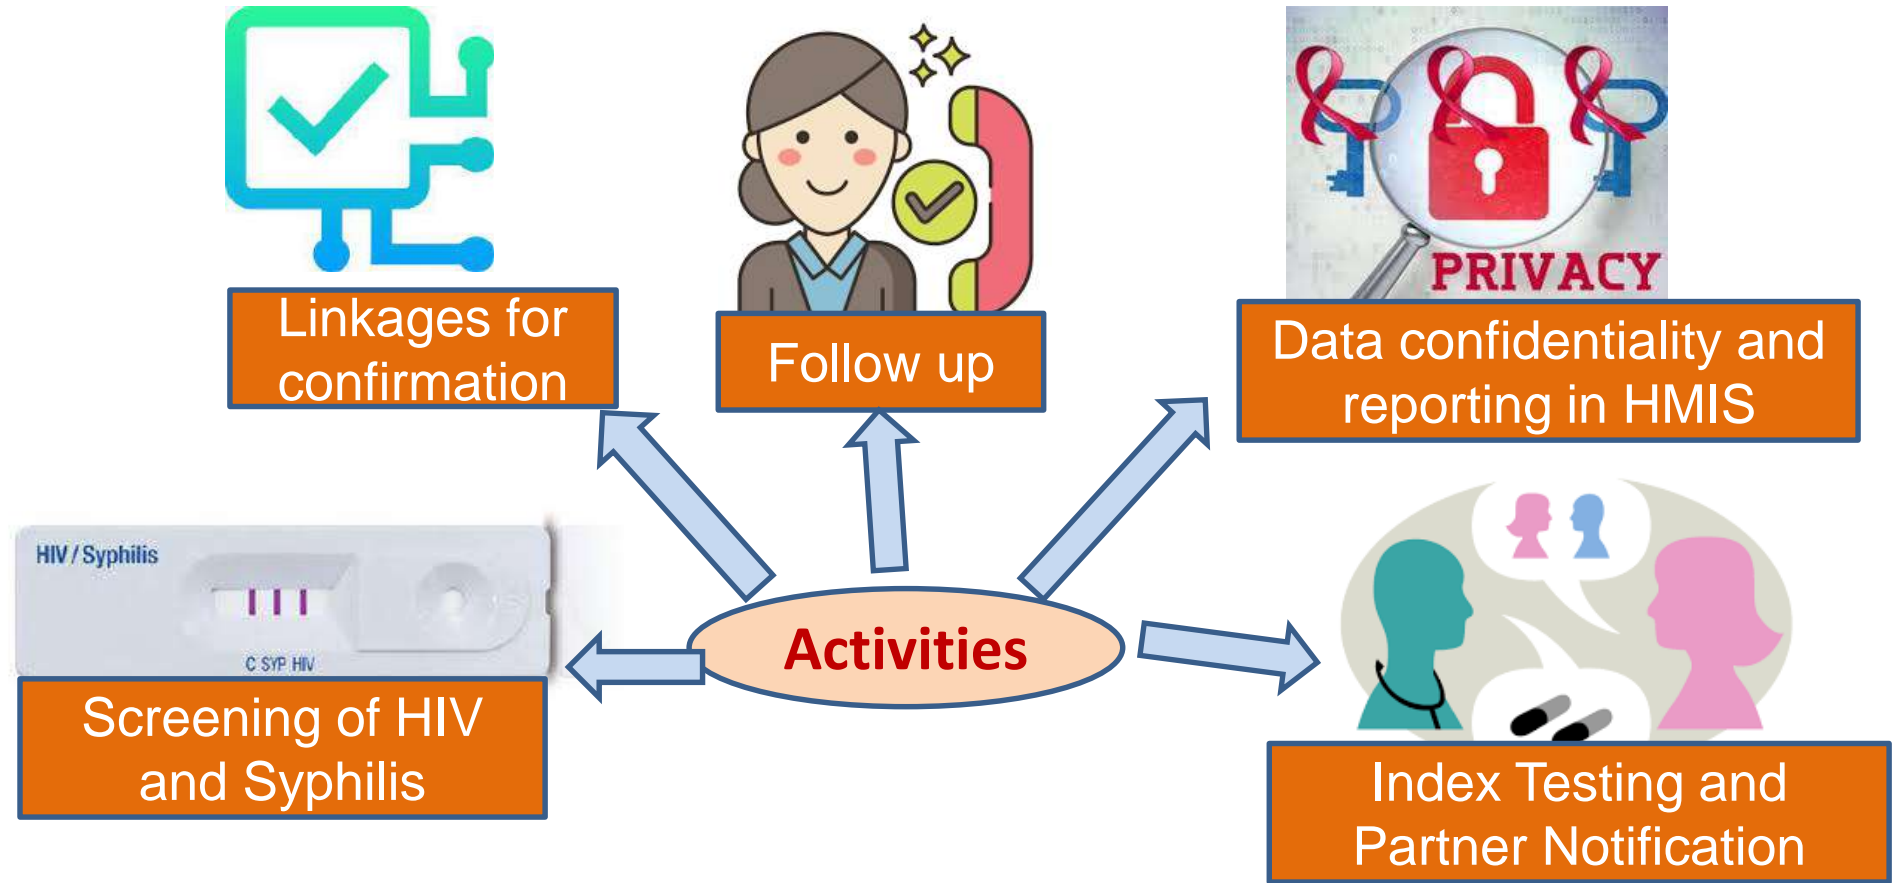 PRIVACY
Linkages for
confirmation
Follow up
Data confidentiality and
reporting in HMIS
HIV / Syphilis
C SYP HIV
Activities
Screening of HIV
and Syphilis
Index Testing and
Partner Notification